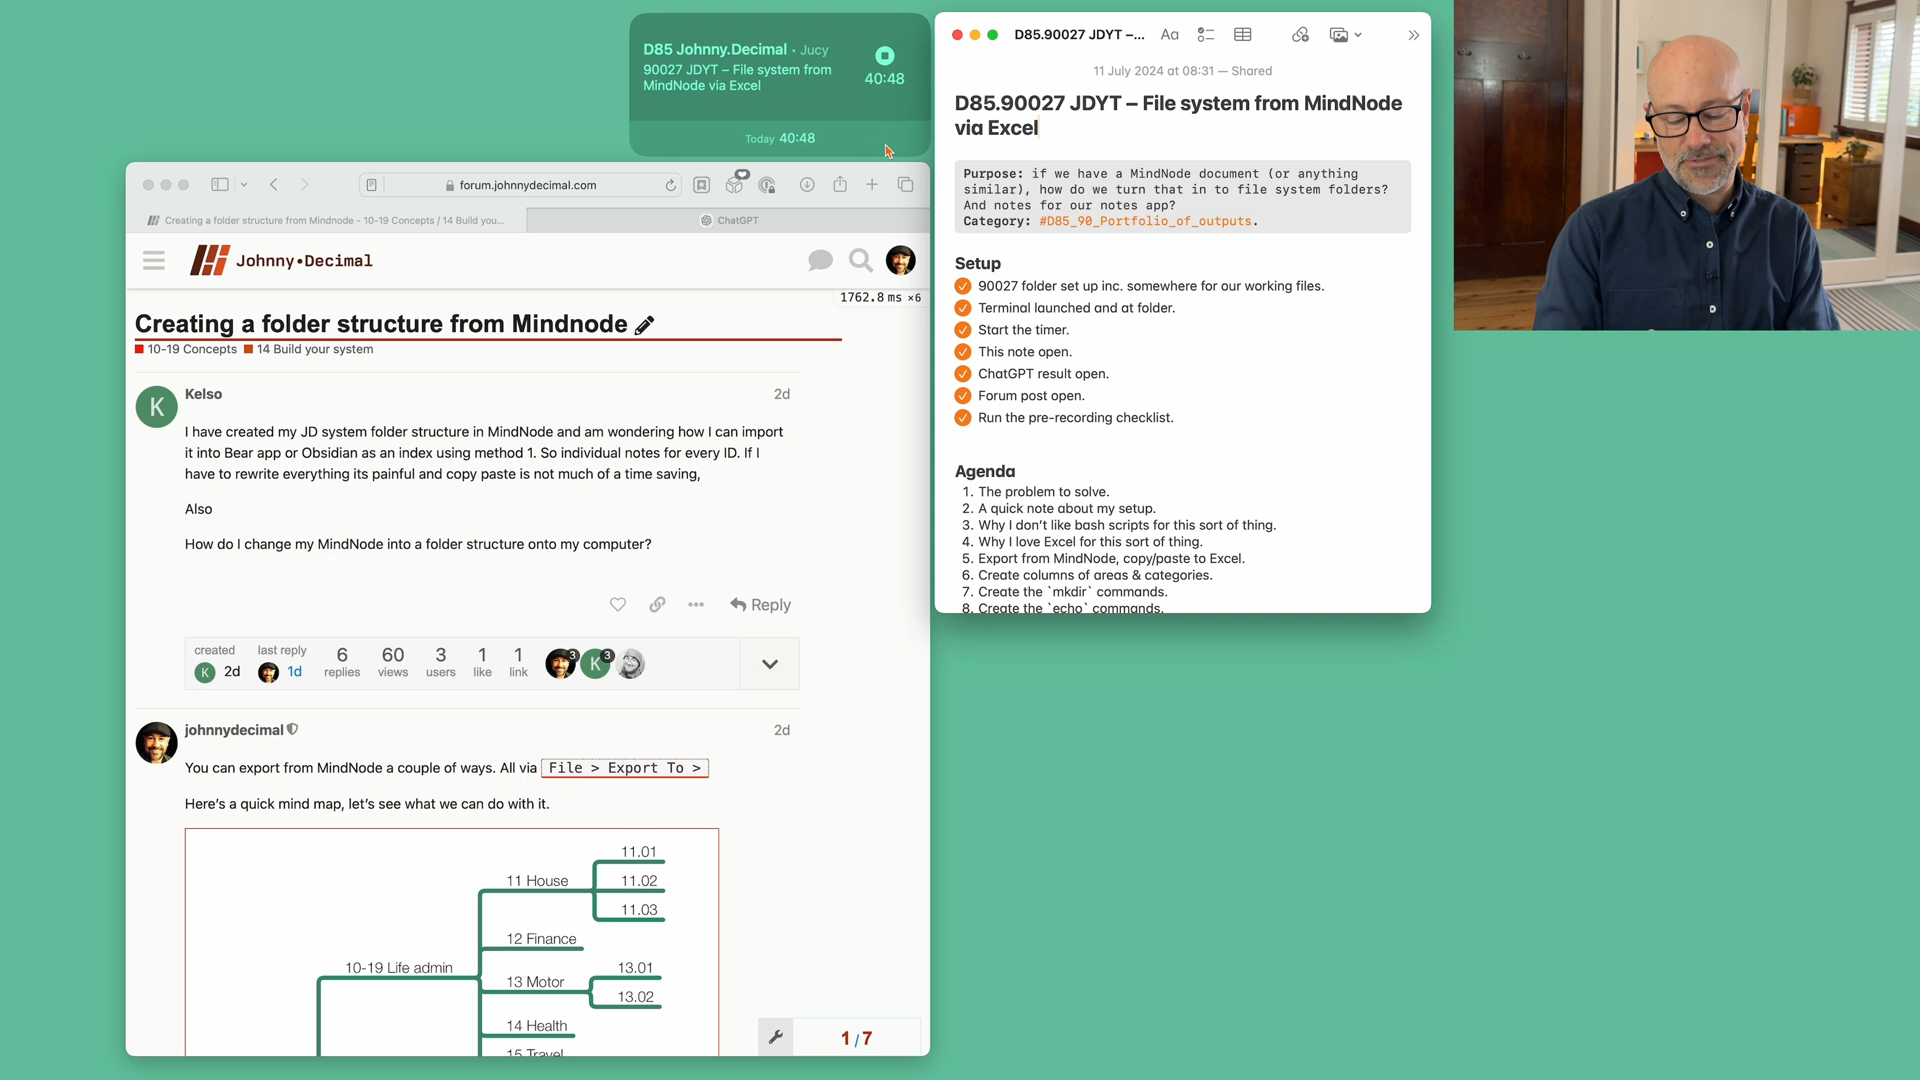 D85 Johnny.Decimal • Jucy
90027 JDYT – File system from
MindNode via Excel
40:48
Today 40:48
D85.90027 JDYT –...
Aa
11 July 2024 at 08:31 — Shared
D85.90027 JDYT – File system from MindNode
via Excel
Purpose: if we have a MindNode document (or anything
similar), how do we turn that in to file system folders?
And notes for our notes app?
Category: #D85_90_Portfolio_of_outputs.
Setup
90027 folder set up inc. somewhere for our working files.
Terminal launched and at folder.
Start the timer.
This note open.
ChatGPT result open.
Forum post open.
Run the pre-recording checklist.
Agenda
1. The problem to solve.
2. A quick note about my setup.
3. Why I don’t like bash scripts for this sort of thing.
4. Why I love Excel for this sort of thing.
5. Export from MindNode, copy/paste to Excel.
6. Create columns of areas & categories.
7. Create the `mkdir` commands.
8. Create the `echo` commands.
forum.johnnydecimal.com
Creating a folder structure from Mindnode - 10-19 Concepts / 14 Build you...
ChatGPT
Johnny•Decimal
1762.8 ms ×6
Creating a folder structure from Mindnode
10-19 Concepts 14 Build your system
K
Kelso
2d
I have created my JD system folder structure in MindNode and am wondering how I can import
it into Bear app or Obsidian as an index using method 1. So individual notes for every ID. If I
have to rewrite everything its painful and copy paste is not much of a time saving,
Also
How do I change my MindNode into a folder structure onto my computer?
Reply
created last reply 6 60 3 1 1
K 2d 1d replies views users like link
3 K 3
johnnydecimal
2d
You can export from MindNode a couple of ways. All via File > Export To >
Here’s a quick mind map, let’s see what we can do with it.
11.01
11 House
11.02
11.03
12 Finance
10-19 Life admin
13.01
13 Motor
13.02
14 Health
15 Travel
1/7